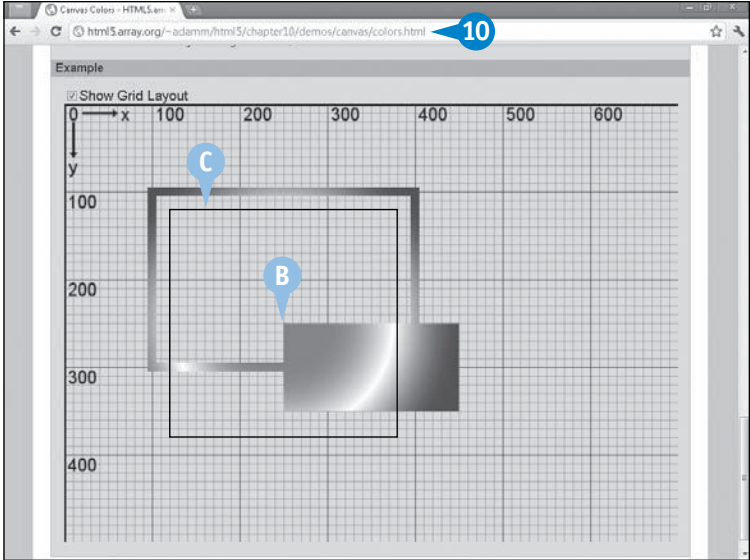 Canvas Colors - HTML5.arr
html5.array.org/~adamm/html5/chapter10/demos/canvas/colors.html
10
Example
Show Grid Layout
0 x 100 200 300 400 500 600
y
C
100
B
200
300
400